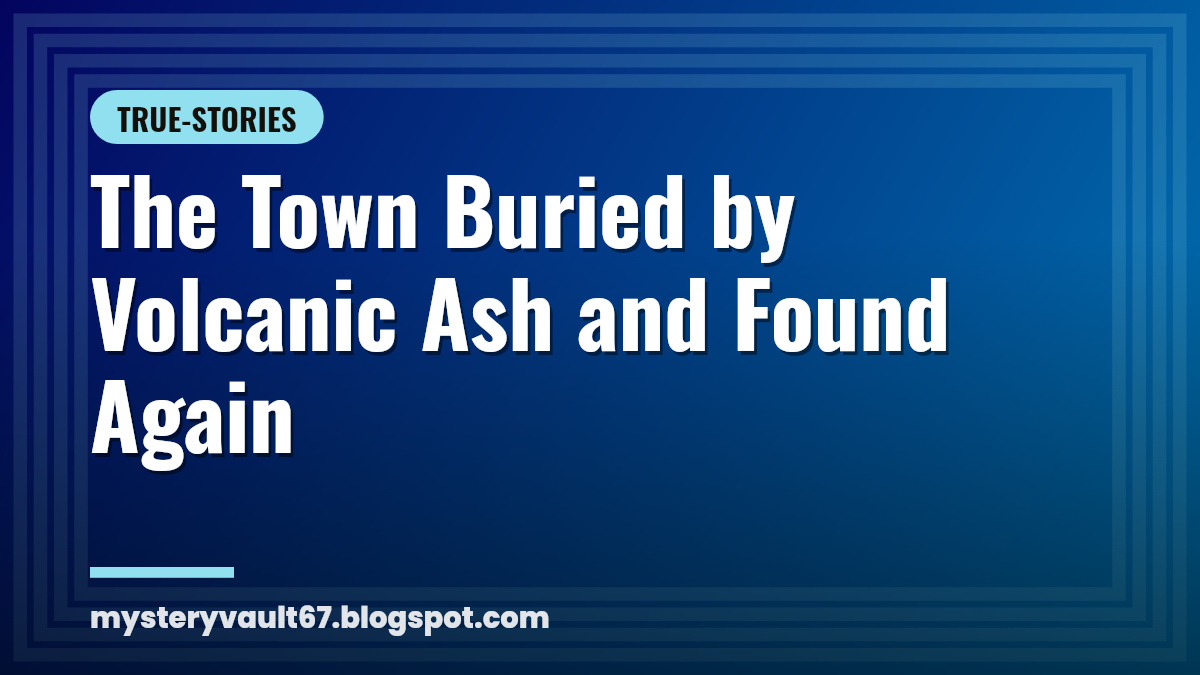 TRUE-STORIES
The Town Buried by
Volcanic Ash and Found
Again
mysteryvault67.blogspot.com